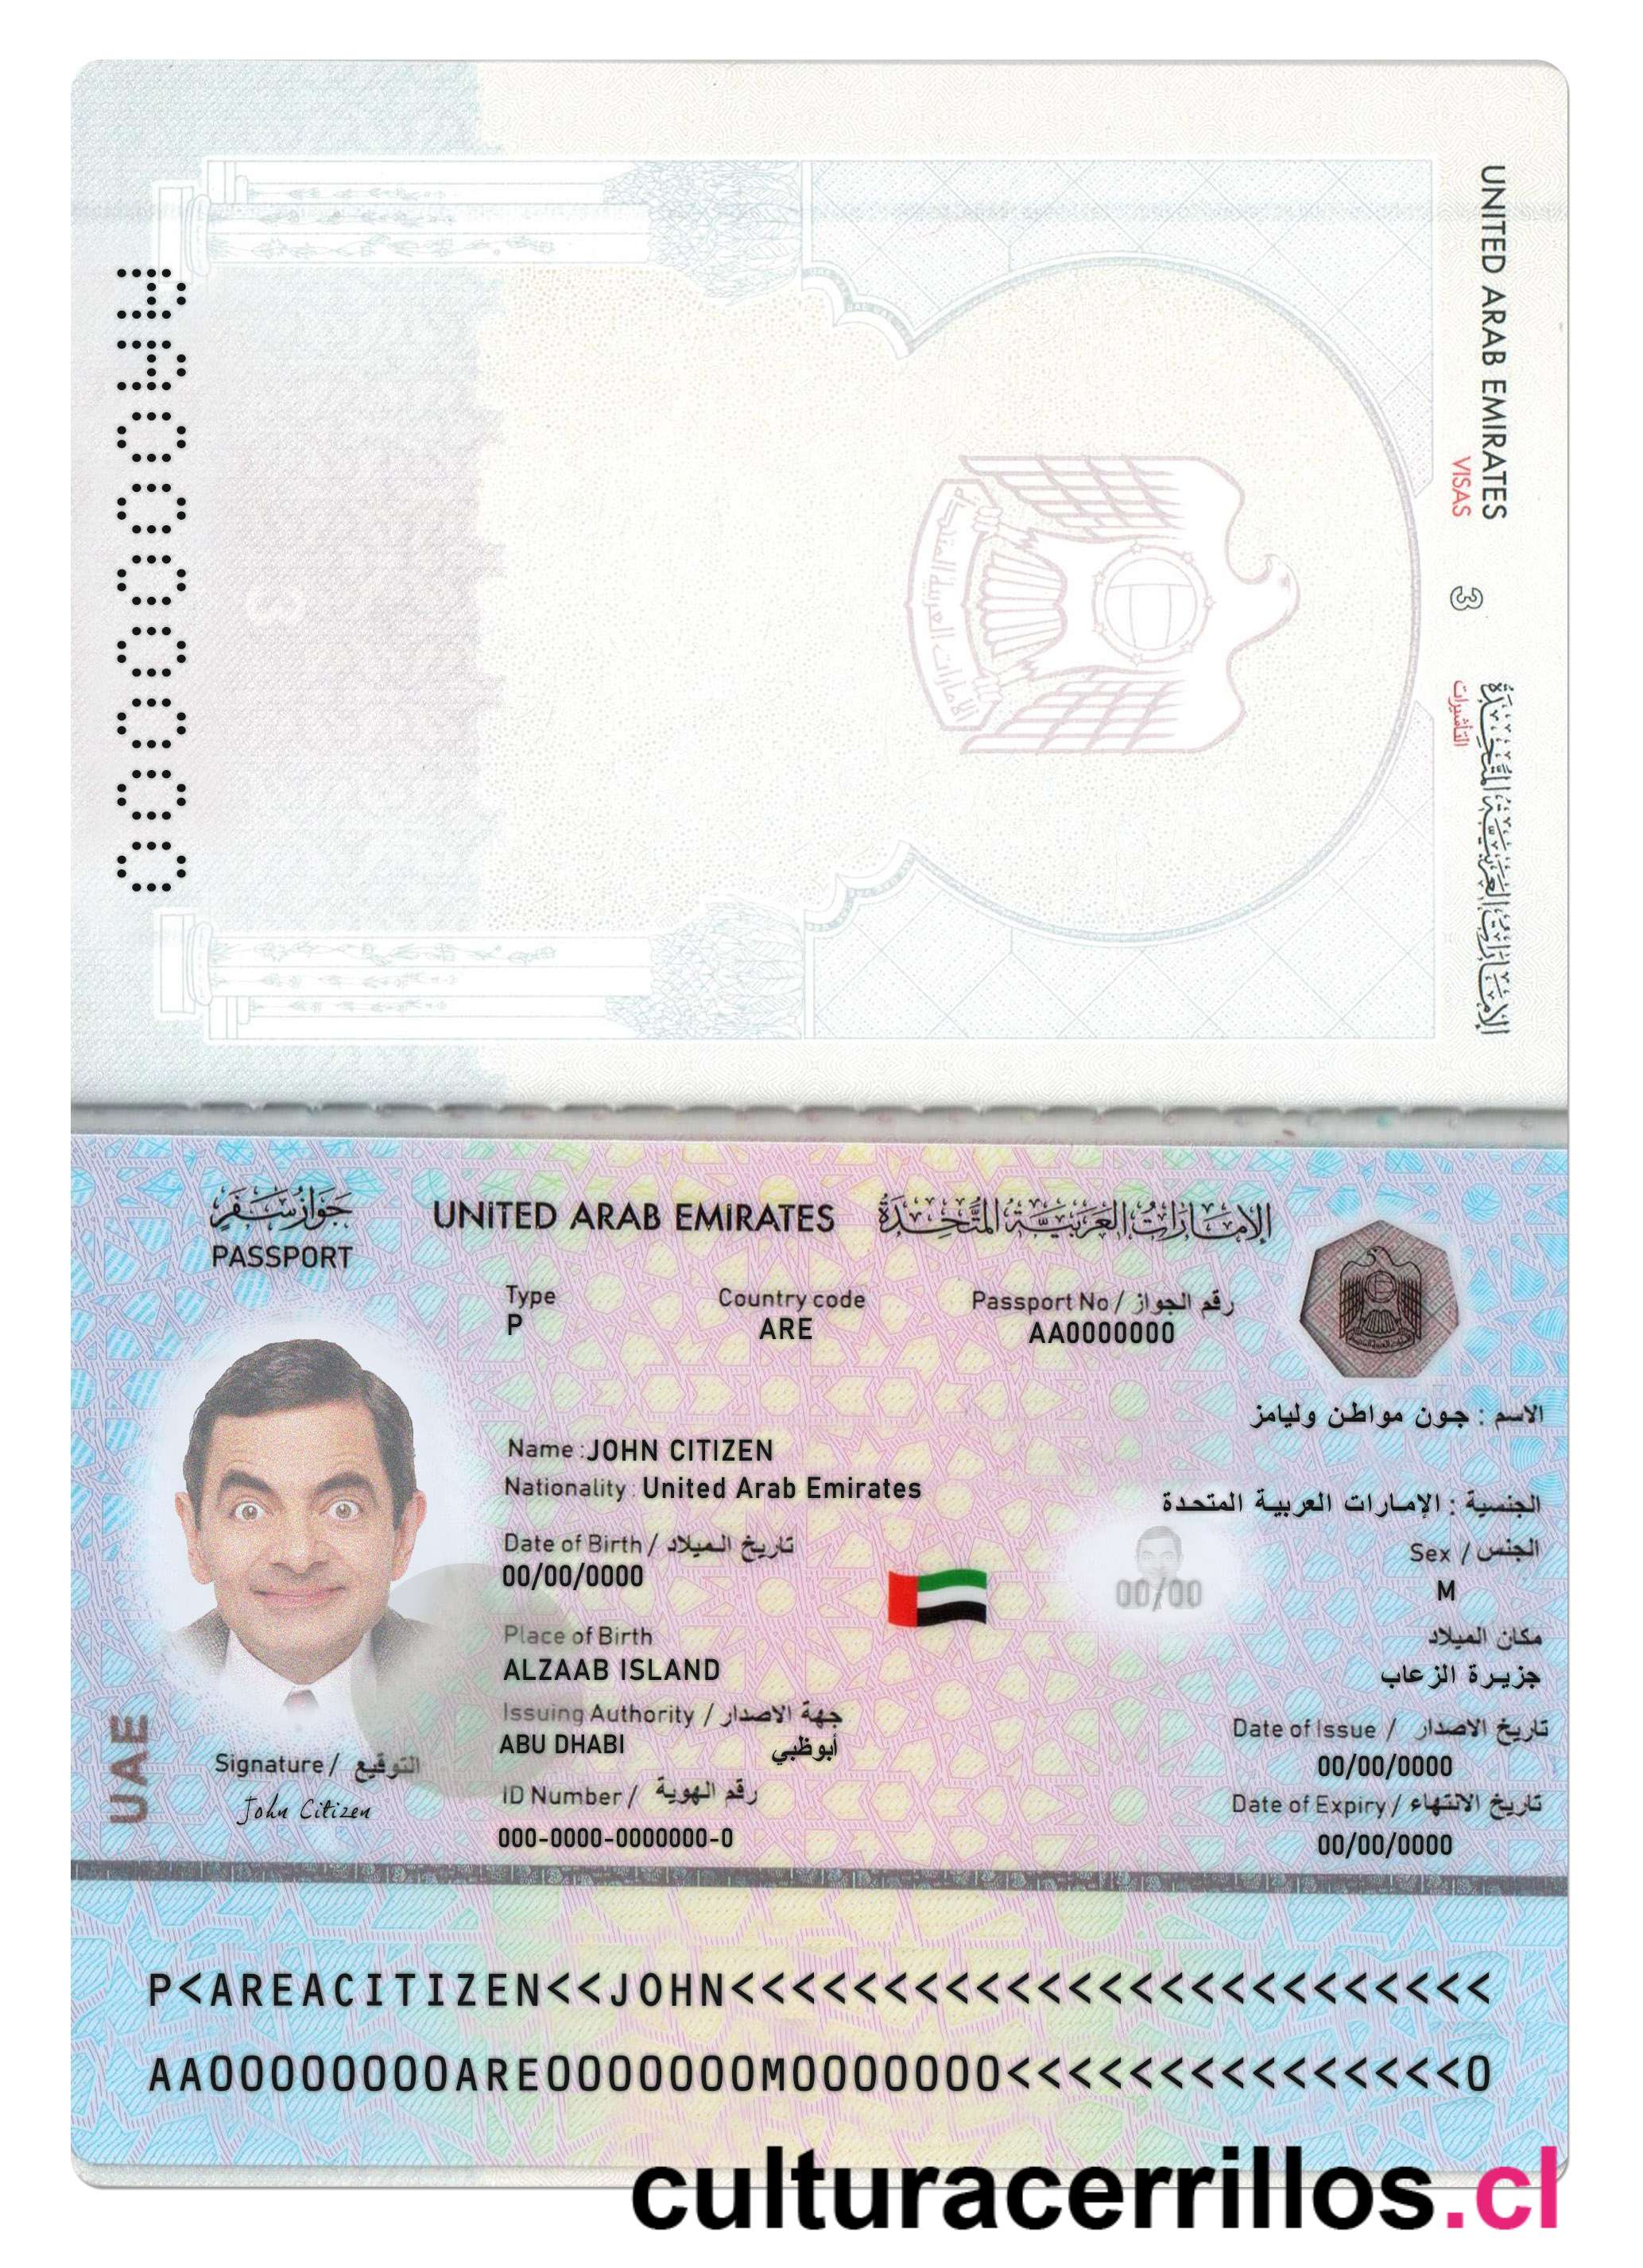 UNITED ARAB EMIRATES
الإمارات العربية المتحدة
VISAS
3
التأشيرات
AA0000000
3
جواز سفر
PASSPORT
UNiTED ARAB EMiRATES الإمارات العربية المتحدة
Type
P
Country code
ARE
Passport No / رقم الجواز
AA0000000
الاسم : جون مواطن وليامز
Name : JOHN CITIZEN
Nationality : United Arab Emirates
الجنسية : الإمارات العربية المتحدة
Date of Birth / تاريخ الميلاد
00/00/0000
00/00
Sex / الجنس
M
Place of Birth
ALZAAB ISLAND
مكان الميلاد
جزيرة الزعاب
Issuing Authority / جهة الاصدار
ABU DHABI أبوظبي
Date of Issue / تاريخ الاصدار
00/00/0000
ID Number / رقم الهوية
000-0000-0000000-0
Date of Expiry / تاريخ الانتهاء
00/00/0000
UAE
Signature / التوقيع
John Citizen
P<AREACITIZEN<<JOHN<<<<<<<<<<<<<<<<<<<<<<<<<
AA00000000ARE0000000M0000000<<<<<<<<<<<<<<<0
culturacerrillos.cl